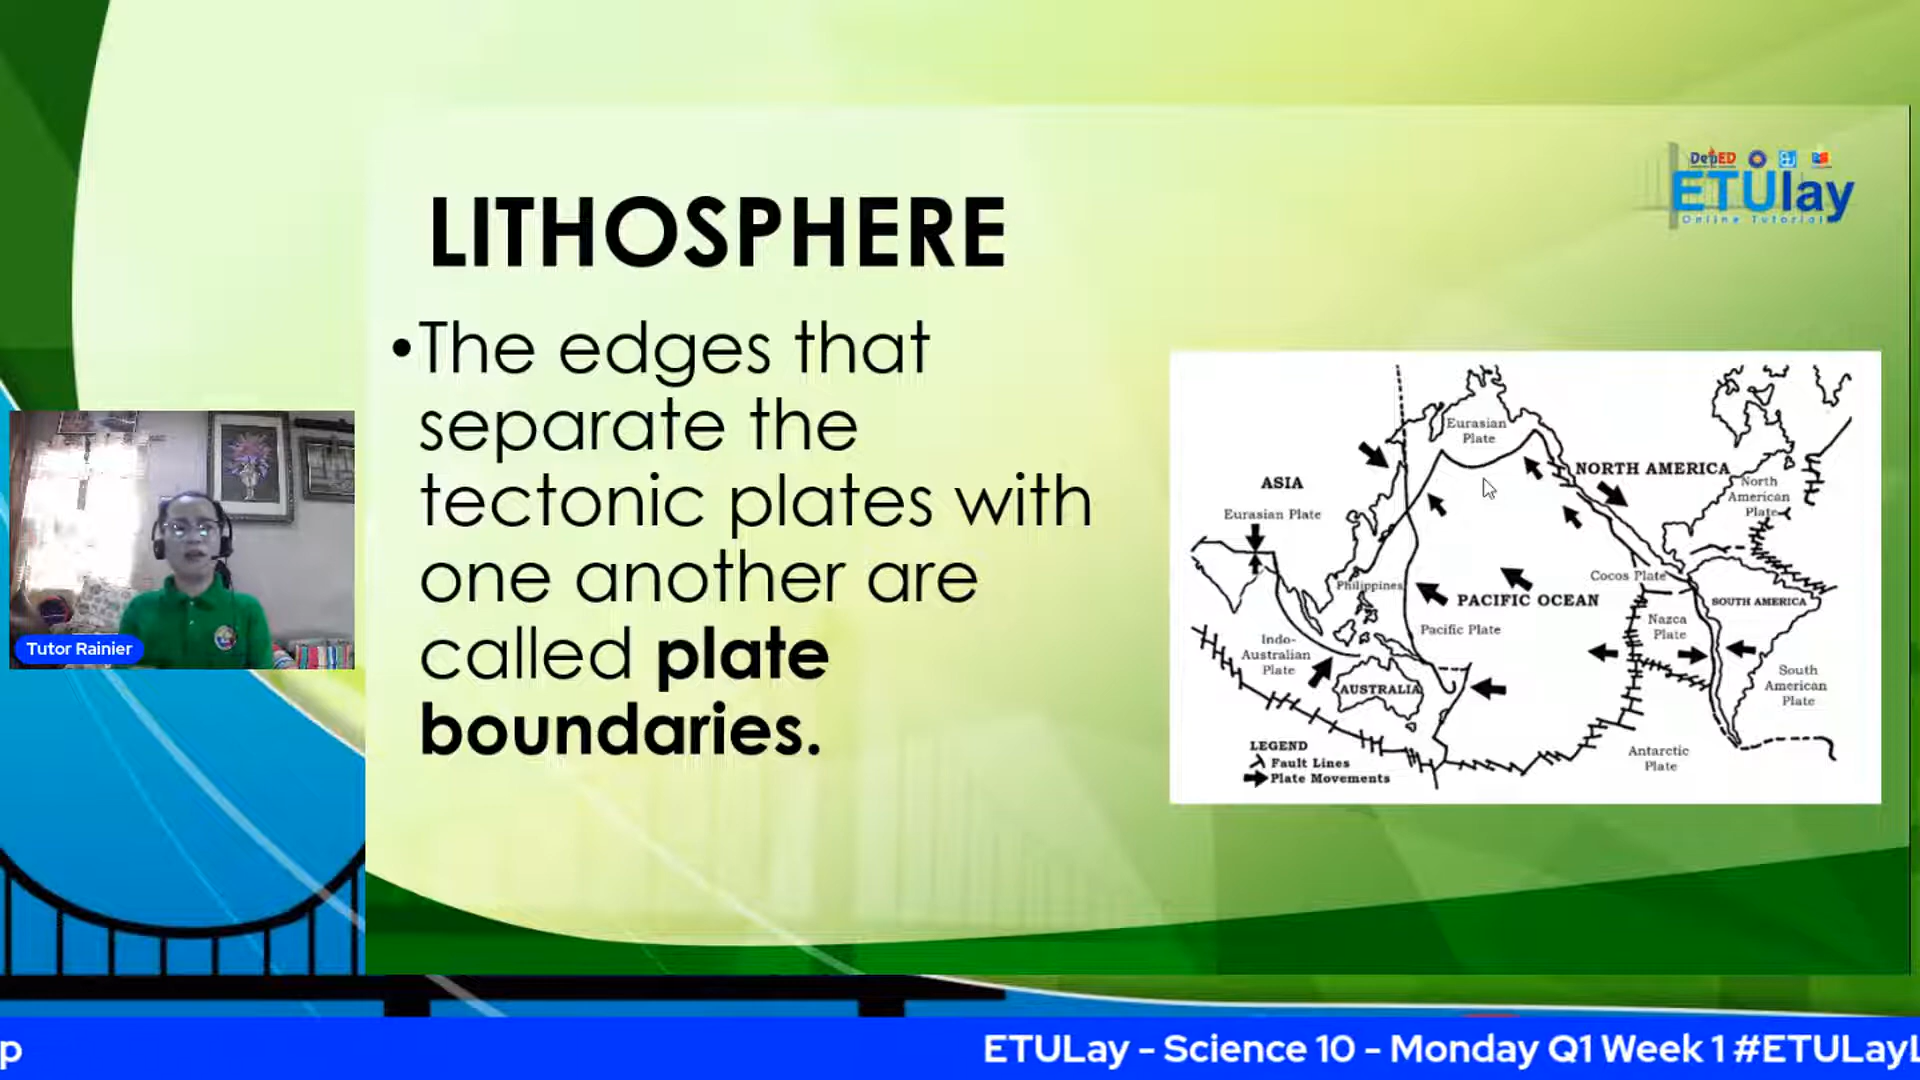 DepED
ETUlay
Online Tutorial
LITHOSPHERE
•The edges that
separate the
tectonic plates with
one another are
called plate
boundaries.
Eurasian
Plate
ASIA
NORTH AMERICA
North
American
Plate
Eurasian Plate
Philippines
Cocos Plate
PACIFIC OCEAN
SOUTH AMERICA
Nazca
Plate
Pacific Plate
Indo-
Australian
Plate
AUSTRALIA
South
American
Plate
LEGEND
Fault Lines
Plate Movements
Antarctic
Plate
Tutor Rainier
p
ETULay - Science 10 - Monday Q1 Week 1 #ETULayL